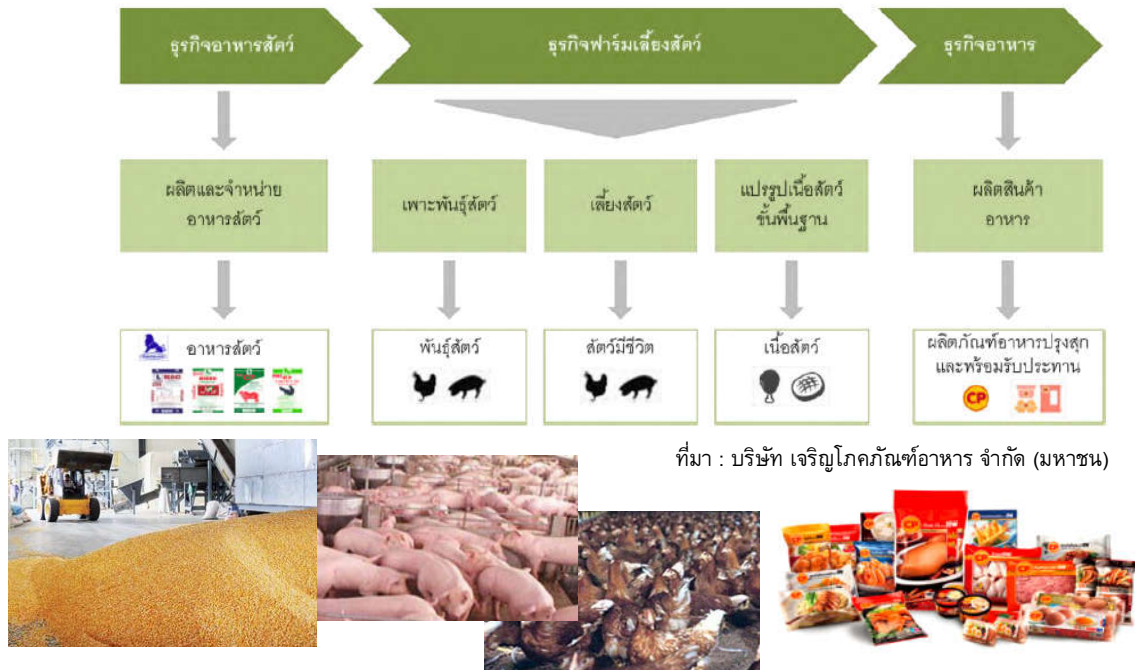 ธุรกิจอาหารสัตว์
ธุรกิจฟาร์มเลี้ยงสัตว์
ธุรกิจอาหาร
ผลิตและจำหน่าย
อาหารสัตว์
เพาะพันธุ์สัตว์
เลี้ยงสัตว์
แปรรูปเนื้อสัตว์
ขั้นพื้นฐาน
ผลิตสินค้า
อาหาร
อาหารสัตว์
พันธุ์สัตว์
สัตว์มีชีวิต
เนื้อสัตว์
ผลิตภัณฑ์อาหารปรุงสุก
และพร้อมรับประทาน
CP
ที่มา : บริษัท เจริญโภคภัณฑ์อาหาร จำกัด (มหาชน)
CP